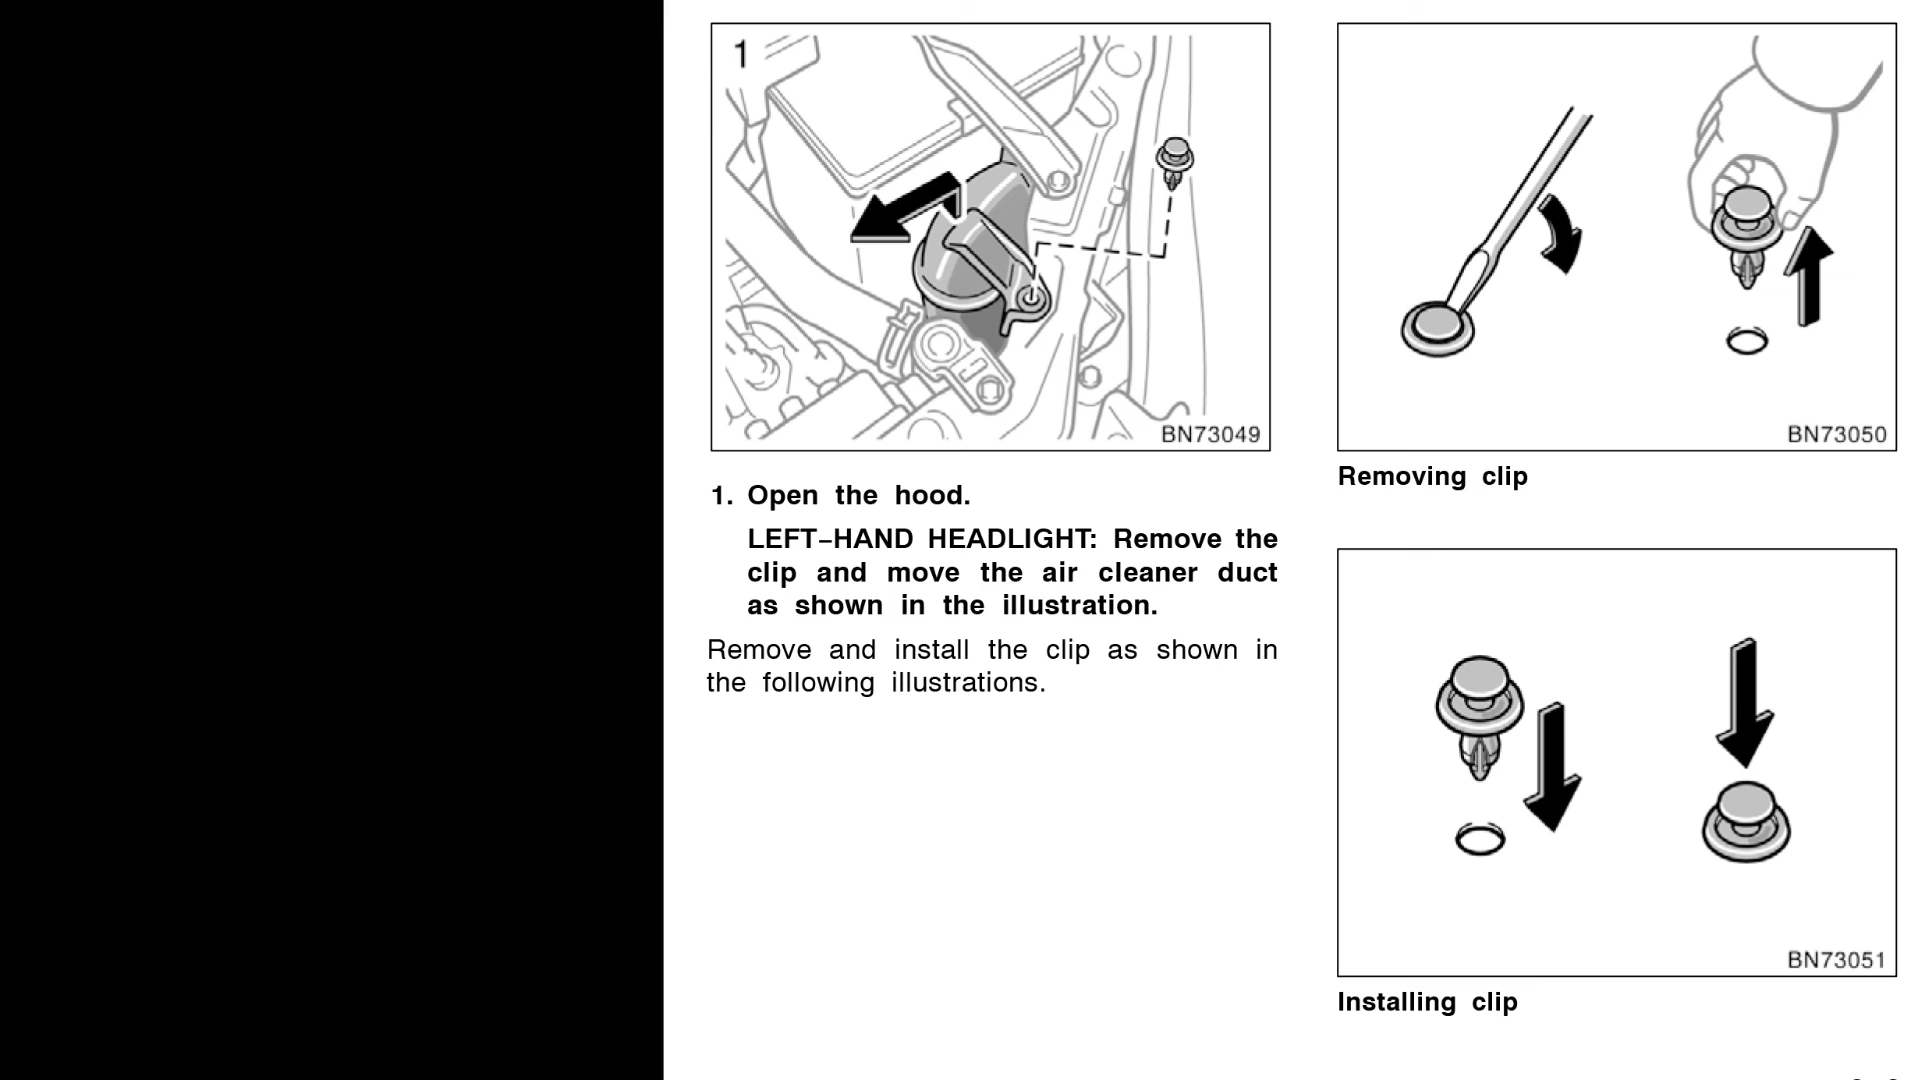 1
BN73049
1. Open the hood.
LEFT–HAND HEADLIGHT: Remove the
clip and move the air cleaner duct
as shown in the illustration.
Remove and install the clip as shown in
the following illustrations.
BN73050
Removing clip
BN73051
Installing clip